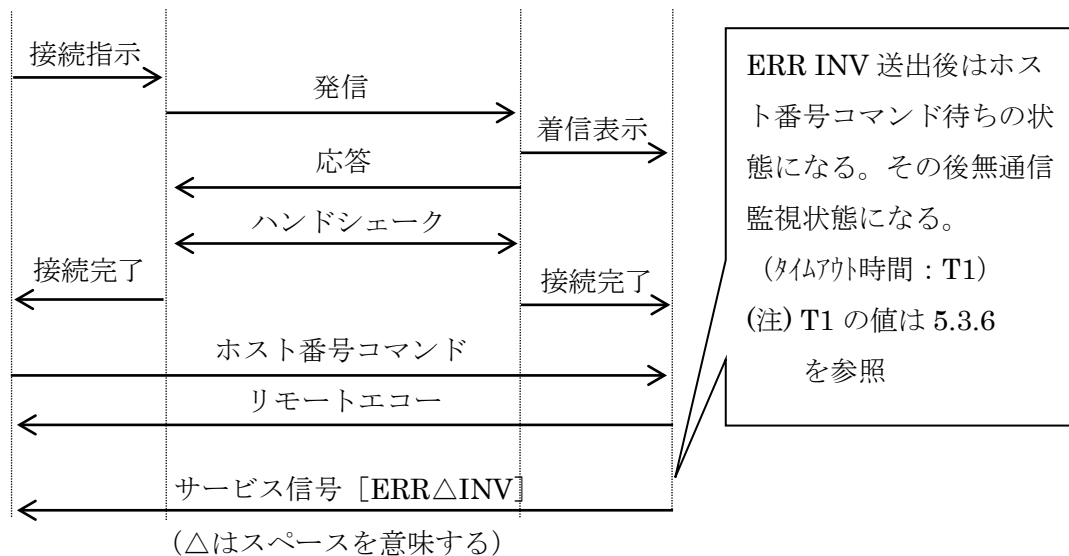 接続指示
発信
着信表示
応答
ハンドシェーク
接続完了
接続完了
ホスト番号コマンド
リモートエコー
サービス信号［ERR△INV］
（△はスペースを意味する）
ERR INV 送出後はホス
ト番号コマンド待ちの状
態になる。その後無通信
監視状態になる。
（ﾀｲﾑｱｳﾄ時間：T1）
(注) T1 の値は 5.3.6
を参照